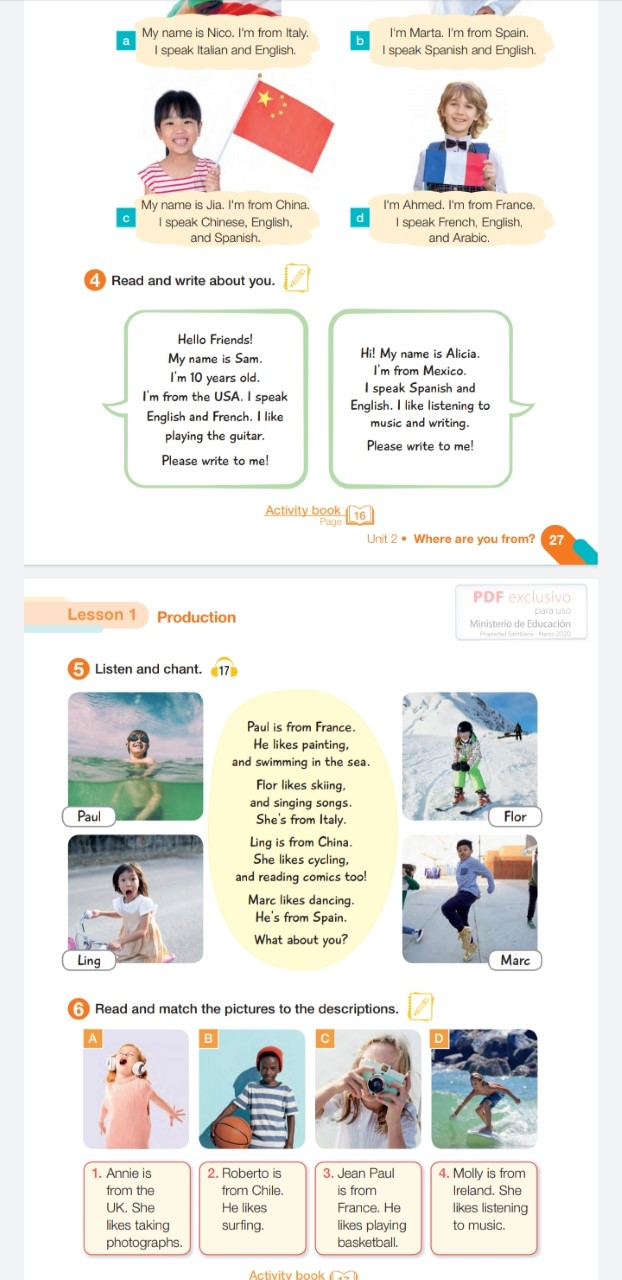 a
My name is Nico. I'm from Italy.
I speak Italian and English.
b
I'm Marta. I'm from Spain.
I speak Spanish and English.
c
My name is Jia. I'm from China.
I speak Chinese, English,
and Spanish.
d
I'm Ahmed. I'm from France.
I speak French, English,
and Arabic.
4 Read and write about you.
Hello Friends!
My name is Sam.
I'm 10 years old.
I'm from the USA. I speak
English and French. I like
playing the guitar.
Please write to me!
Hi! My name is Alicia.
I'm from Mexico.
I speak Spanish and
English. I like listening to
music and writing.
Please write to me!
Activity book
Page 16
Unit 2 • Where are you from? 27
Lesson 1 Production
PDF exclusivo
para uso
Ministerio de Educación
5 Listen and chant. 17
Paul
Ling
Paul is from France.
He likes painting,
and swimming in the sea.
Flor likes skiing,
and singing songs.
She's from Italy.
Ling is from China.
She likes cycling,
and reading comics too!
Marc likes dancing.
He's from Spain.
What about you?
Flor
Marc
6 Read and match the pictures to the descriptions.
A
B
C
D
1. Annie is
from the
UK. She
likes taking
photographs.
2. Roberto is
from Chile.
He likes
surfing.
3. Jean Paul
is from
France. He
likes playing
basketball.
4. Molly is from
Ireland. She
likes listening
to music.
Activity book